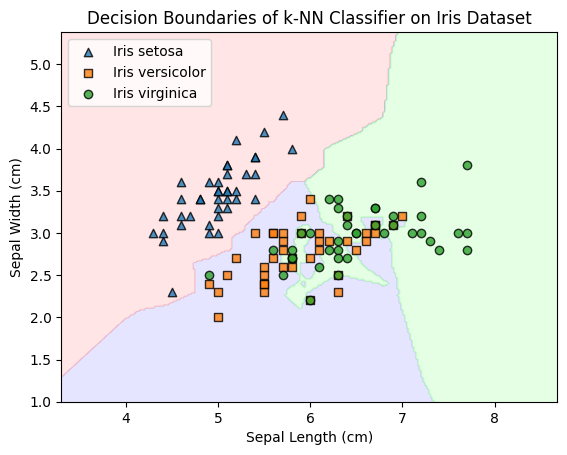 Decision Boundaries of k-NN Classifier on Iris Dataset
Iris setosa
Iris versicolor
Iris virginica
5.0
4.5
4.0
3.5
3.0
2.5
2.0
1.5
1.0
Sepal Width (cm)
4 5 6 7 8
Sepal Length (cm)